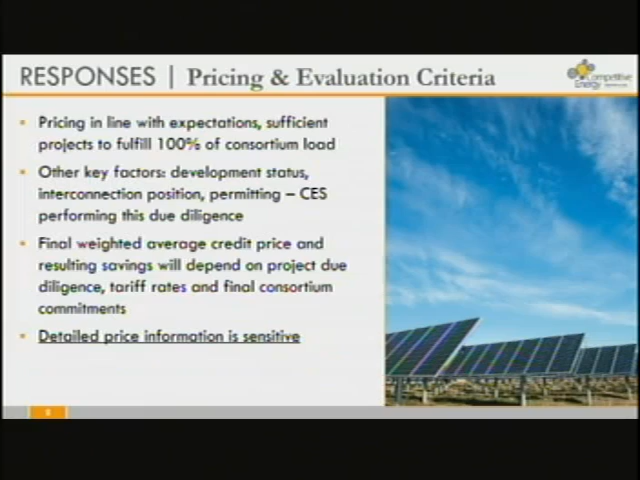 RESPONSES | Pricing & Evaluation Criteria
Competitive
Energy
Pricing in line with expectations, sufficient
projects to fulfill 100% of consortium load
Other key factors: development status,
interconnection position, permitting – CES
performing this due diligence
Final weighted average credit price and
resulting savings will depend on project due
diligence, tariff rates and final consortium
commitments
Detailed price information is sensitive